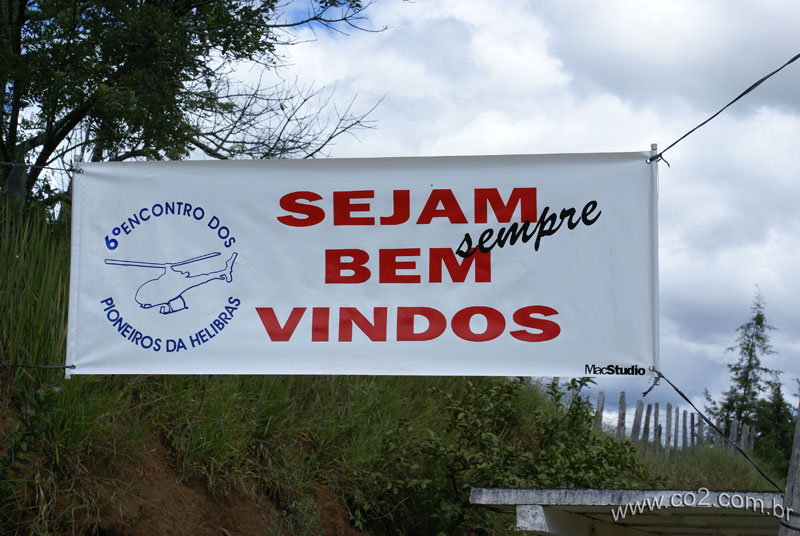 6º ENCONTRO DOS
PIONEIROS DA HELIBRAS
SEJAM
sempre
BEM
VINDOS
MacStudio
www.co2.com.br